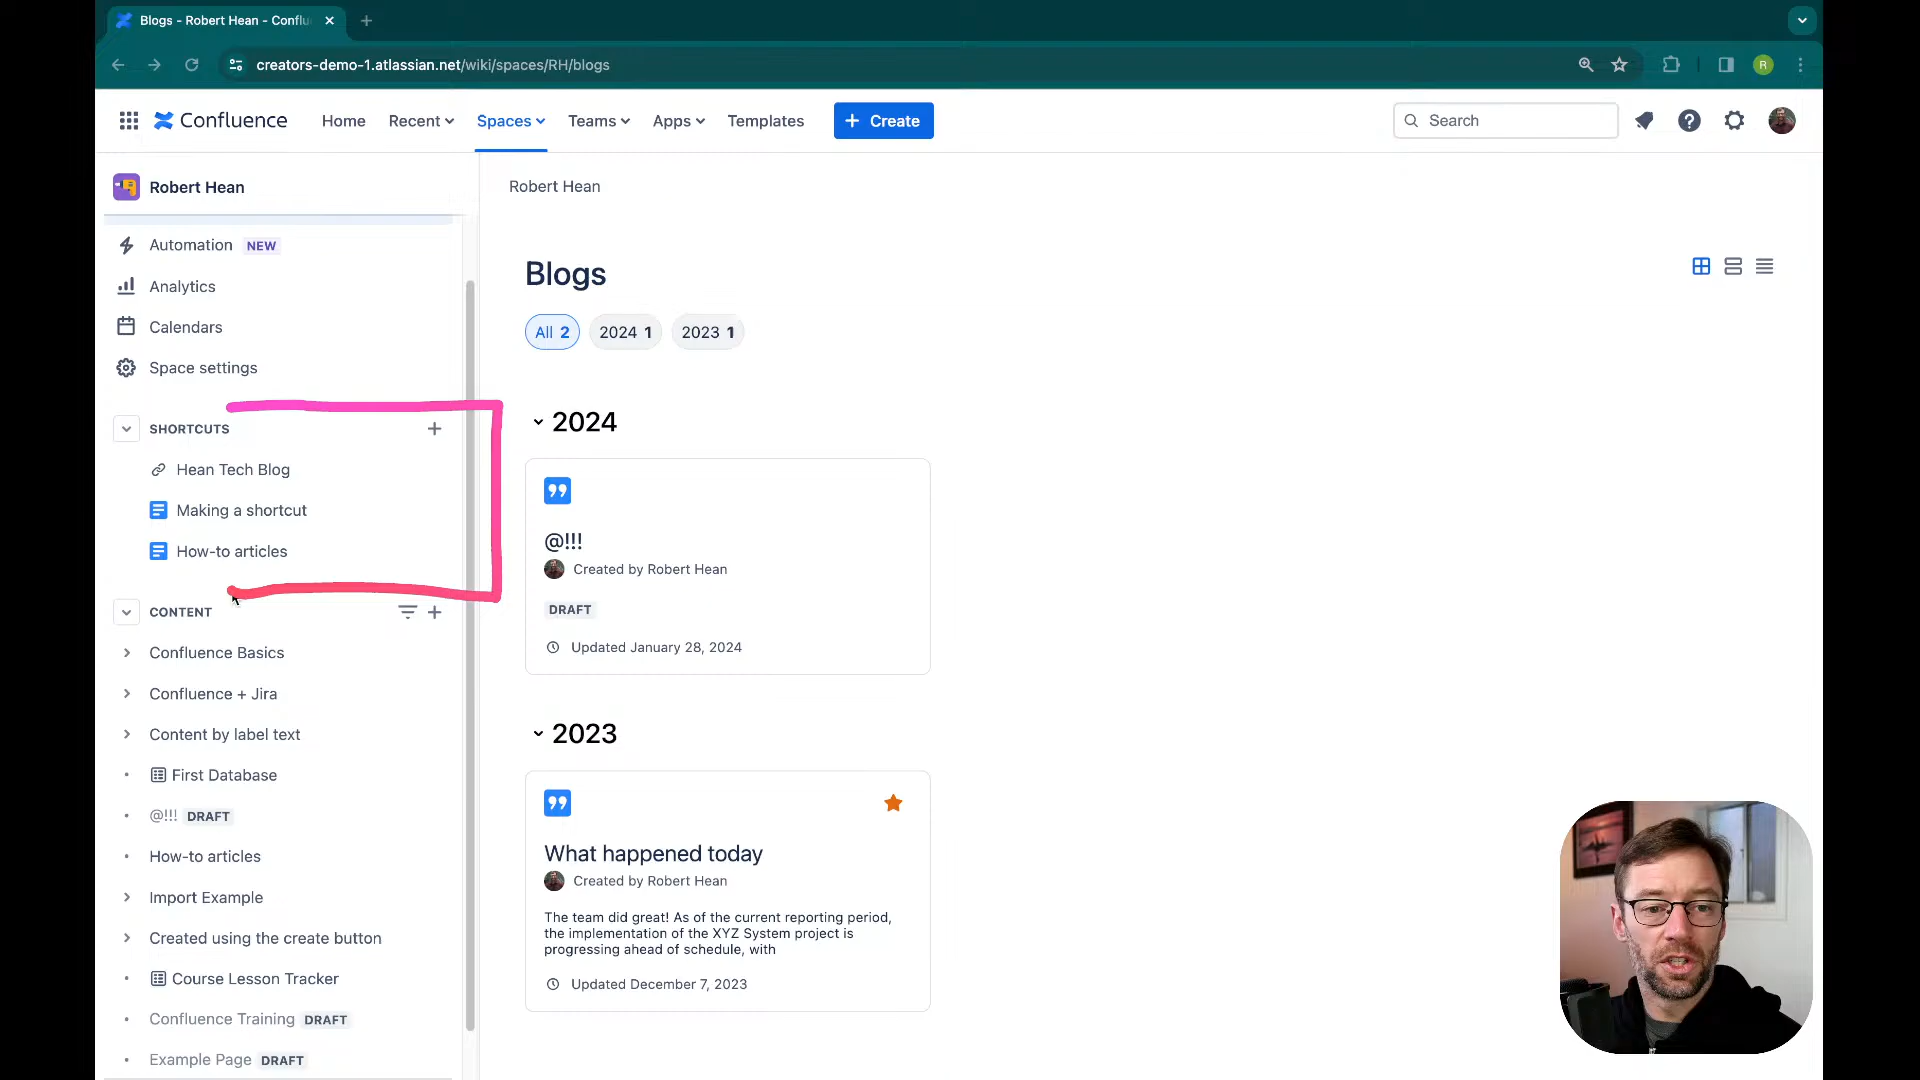 Blogs - Robert Hean - Conflu
creators-demo-1.atlassian.net/wiki/spaces/RH/blogs
R
Confluence
Home
Recent
Spaces
Teams
Apps
Templates
+ Create
Search
Robert Hean
Automation NEW
Analytics
Calendars
Space settings
SHORTCUTS
Hean Tech Blog
Making a shortcut
How-to articles
CONTENT
Confluence Basics
Confluence + Jira
Content by label text
First Database
@!!! DRAFT
How-to articles
Import Example
Created using the create button
Course Lesson Tracker
Confluence Training DRAFT
Example Page DRAFT
Robert Hean
Blogs
All 2
2024 1
2023 1
2024
@!!!
Created by Robert Hean
DRAFT
Updated January 28, 2024
2023
What happened today
Created by Robert Hean
The team did great! As of the current reporting period,
the implementation of the XYZ System project is
progressing ahead of schedule, with
Updated December 7, 2023